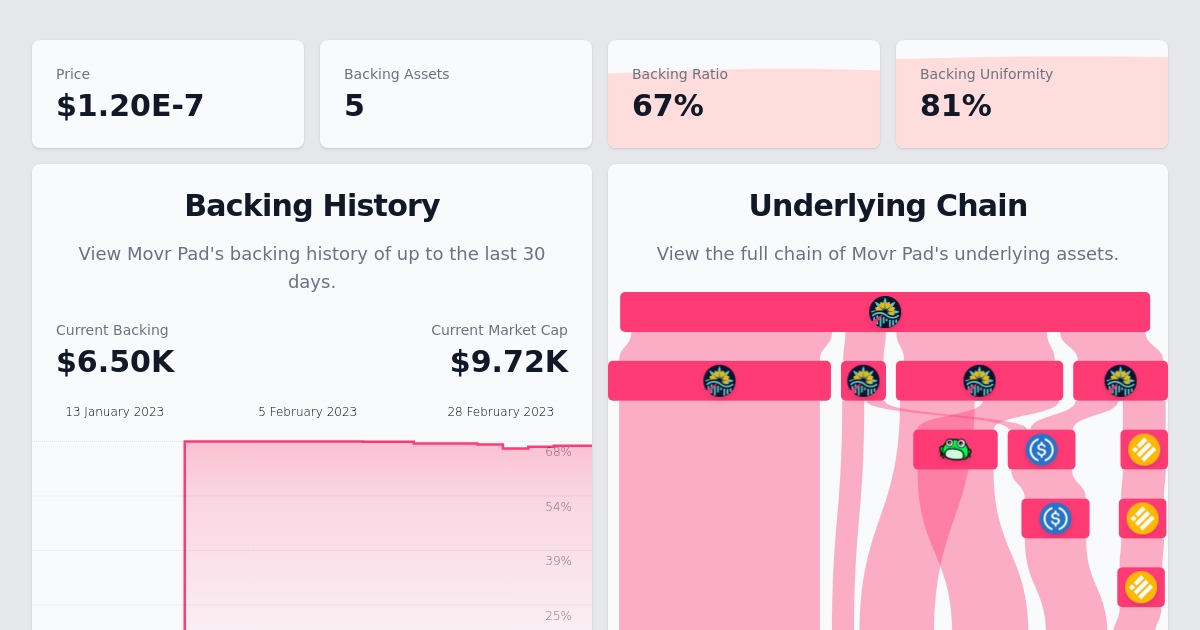 Price
$1.20E-7
Backing Assets
5
Backing Ratio
67%
Backing Uniformity
81%
Backing History
View Movr Pad's backing history of up to the last 30
days.
Current Backing
$6.50K
Current Market Cap
$9.72K
13 January 2023
5 February 2023
28 February 2023
68%
54%
39%
25%
Underlying Chain
View the full chain of Movr Pad's underlying assets.